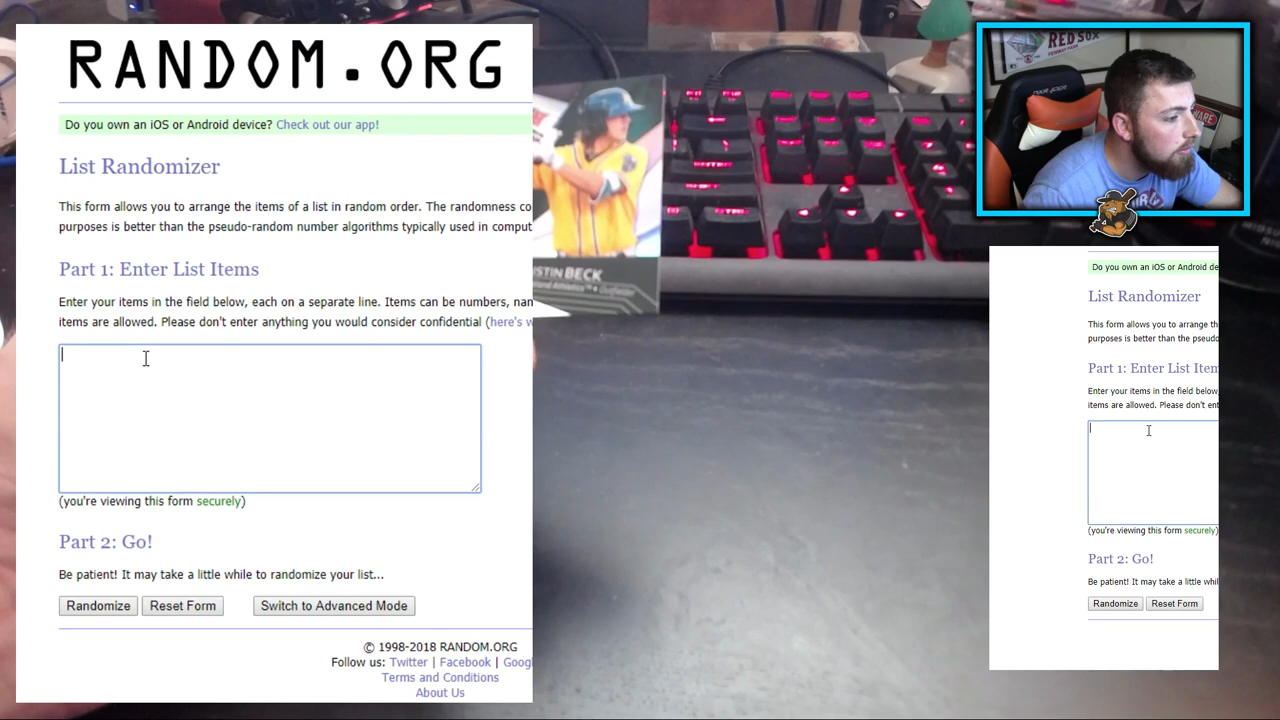 RANDOM.ORG
Do you own an iOS or Android device? Check out our app!
List Randomizer
This form allows you to arrange the items of a list in random order. The randomness co
purposes is better than the pseudo-random number algorithms typically used in comput
Part 1: Enter List Items
Enter your items in the field below, each on a separate line. Items can be numbers, nan
items are allowed. Please don't enter anything you would consider confidential (here's w
(you're viewing this form securely)
Part 2: Go!
Be patient! It may take a little while to randomize your list...
Randomize Reset Form Switch to Advanced Mode
© 1998-2018 RANDOM.ORG
Follow us: Twitter | Facebook | Goog
Terms and Conditions
About Us
STIN BECK
RED SOX
Do you own an iOS or Android de
List Randomizer
This form allows you to arrange th
purposes is better than the pseudo
Part 1: Enter List Item
Enter your items in the field below,
items are allowed. Please don't ent
(you're viewing this form securely)
Part 2: Go!
Be patient! It may take a little whil
Randomize Reset Form